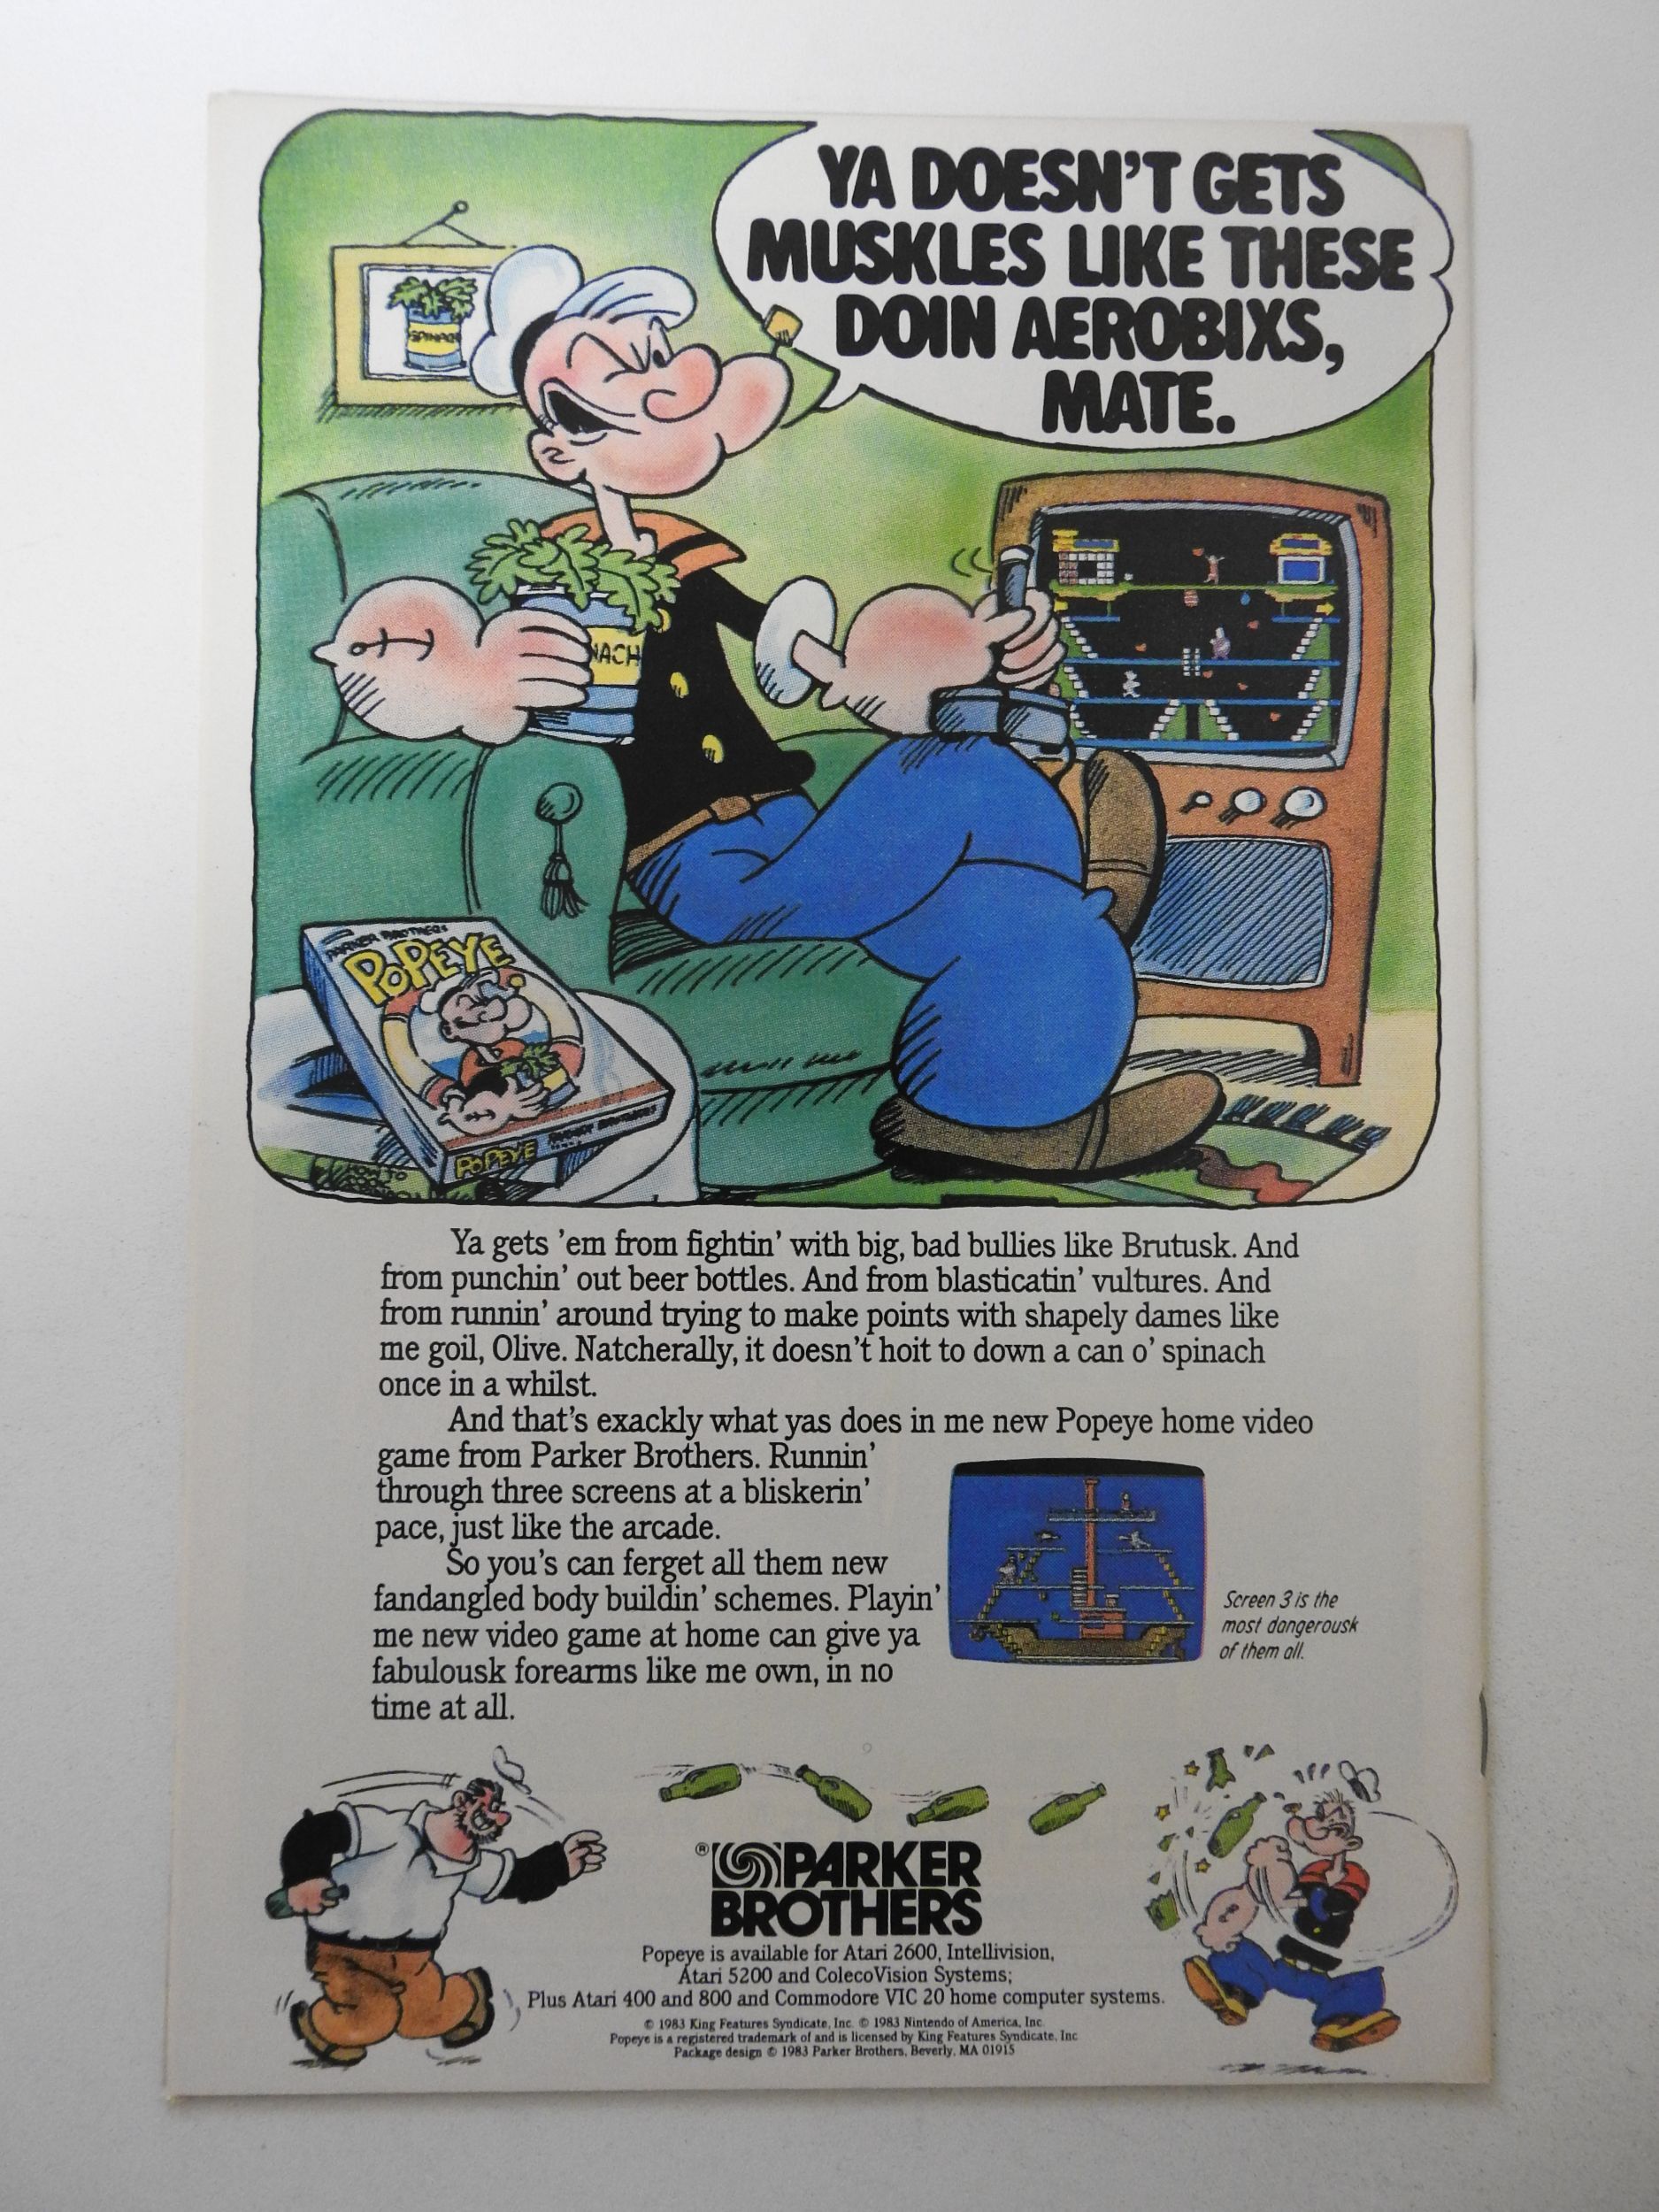 YA DOESN'T GETS
MUSKLES LIKE THESE
DOIN AEROBIXS,
MATE.
SPINACH
NACH
PARKER BROTHERS
POPEYE
POPEYE PARKER BROTHERS
HOW TO
Ya gets 'em from fightin' with big, bad bullies like Brutusk. And
from punchin' out beer bottles. And from blasticatin' vultures. And
from runnin' around trying to make points with shapely dames like
me goil, Olive. Natcherally, it doesn't hoit to down a can o' spinach
once in a whilst.
And that's exackly what yas does in me new Popeye home video
game from Parker Brothers. Runnin'
through three screens at a bliskerin'
pace, just like the arcade.
So you's can ferget all them new
fandangled body buildin' schemes. Playin'
me new video game at home can give ya
fabulousk forearms like me own, in no
time at all.
Screen 3 is the
most dangerousk
of them all.
® PARKER
BROTHERS
Popeye is available for Atari 2600, Intellivision,
Atari 5200 and ColecoVision Systems;
Plus Atari 400 and 800 and Commodore VIC 20 home computer systems.
© 1983 King Features Syndicate, Inc. © 1983 Nintendo of America, Inc.
Popeye is a registered trademark of and is licensed by King Features Syndicate, Inc
Package design © 1983 Parker Brothers, Beverly, MA 01915